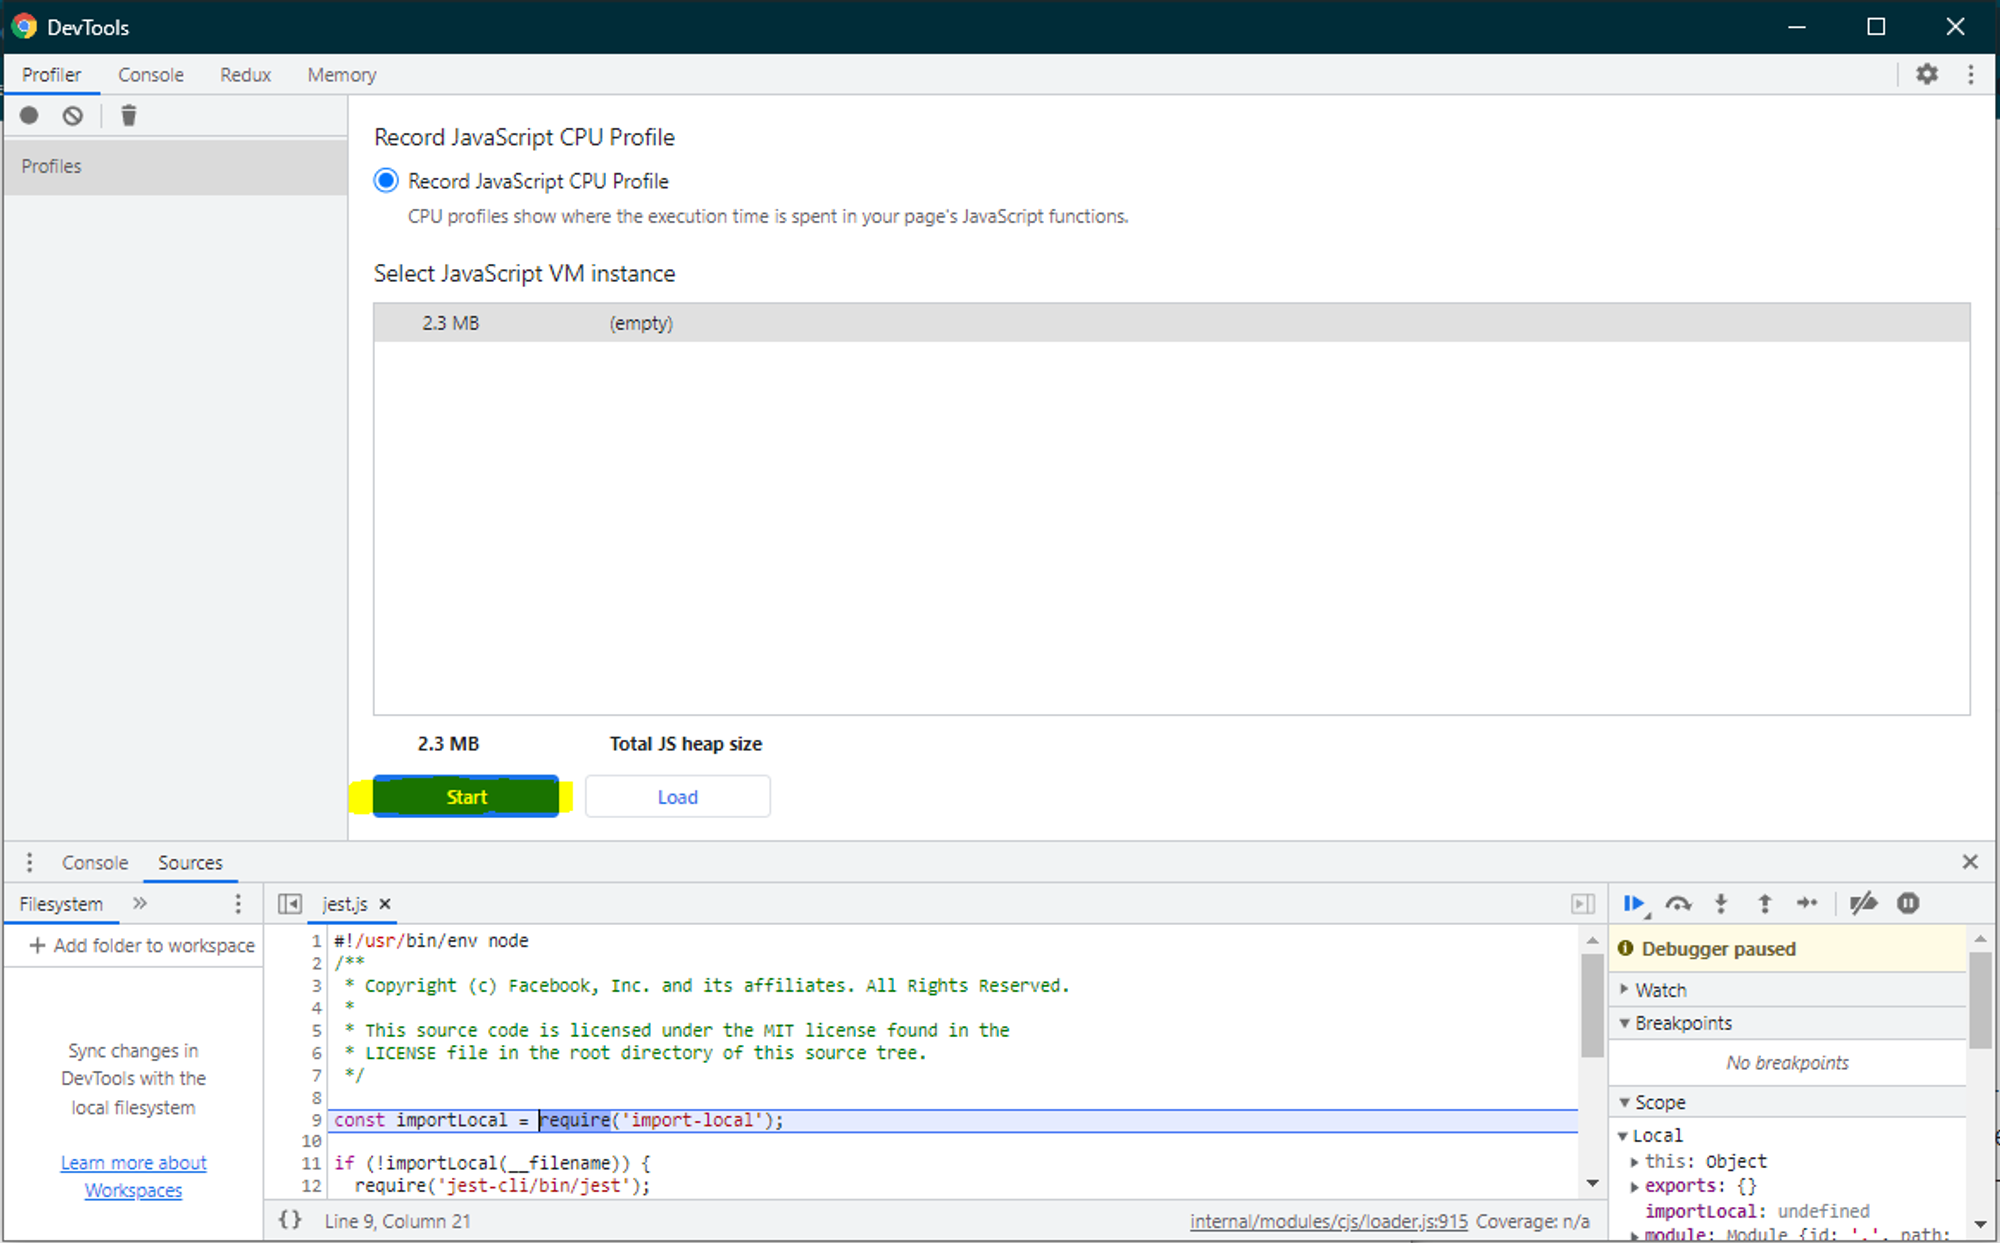 DevTools
Profiler Console Redux Memory
Profiles
Record JavaScript CPU Profile
Record JavaScript CPU Profile
CPU profiles show where the execution time is spent in your page's JavaScript functions.
Select JavaScript VM instance
2.3 MB (empty)
2.3 MB Total JS heap size
Start Load
Console Sources
Filesystem »
+ Add folder to workspace
Sync changes in
DevTools with the
local filesystem
Learn more about
Workspaces
jest.js ×
1 #!/usr/bin/env node
2 /**
3 * Copyright (c) Facebook, Inc. and its affiliates. All Rights Reserved.
4 *
5 * This source code is licensed under the MIT license found in the
6 * LICENSE file in the root directory of this source tree.
7 */
8
9 const importLocal = require('import-local');
10
11 if (!importLocal(__filename)) {
12 require('jest-cli/bin/jest');
{} Line 9, Column 21
internal/modules/cjs/loader.js:915 Coverage: n/a
Debugger paused
Watch
Breakpoints
No breakpoints
Scope
Local
this: Object
exports: {}
importLocal: undefined
module: Module {id: '.', path: